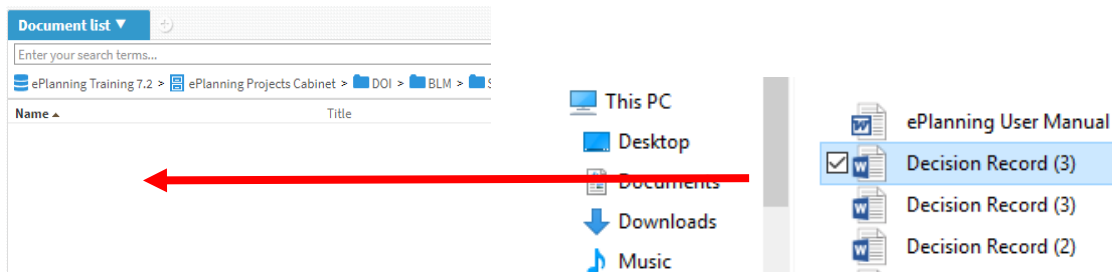 Document list ▼
Enter your search terms...
ePlanning Training 7.2 > ePlanning Projects Cabinet > DOI > BLM >
Name Title
This PC
Desktop
Documents
Downloads
Music
ePlanning User Manual
Decision Record (3)
Decision Record (3)
Decision Record (2)